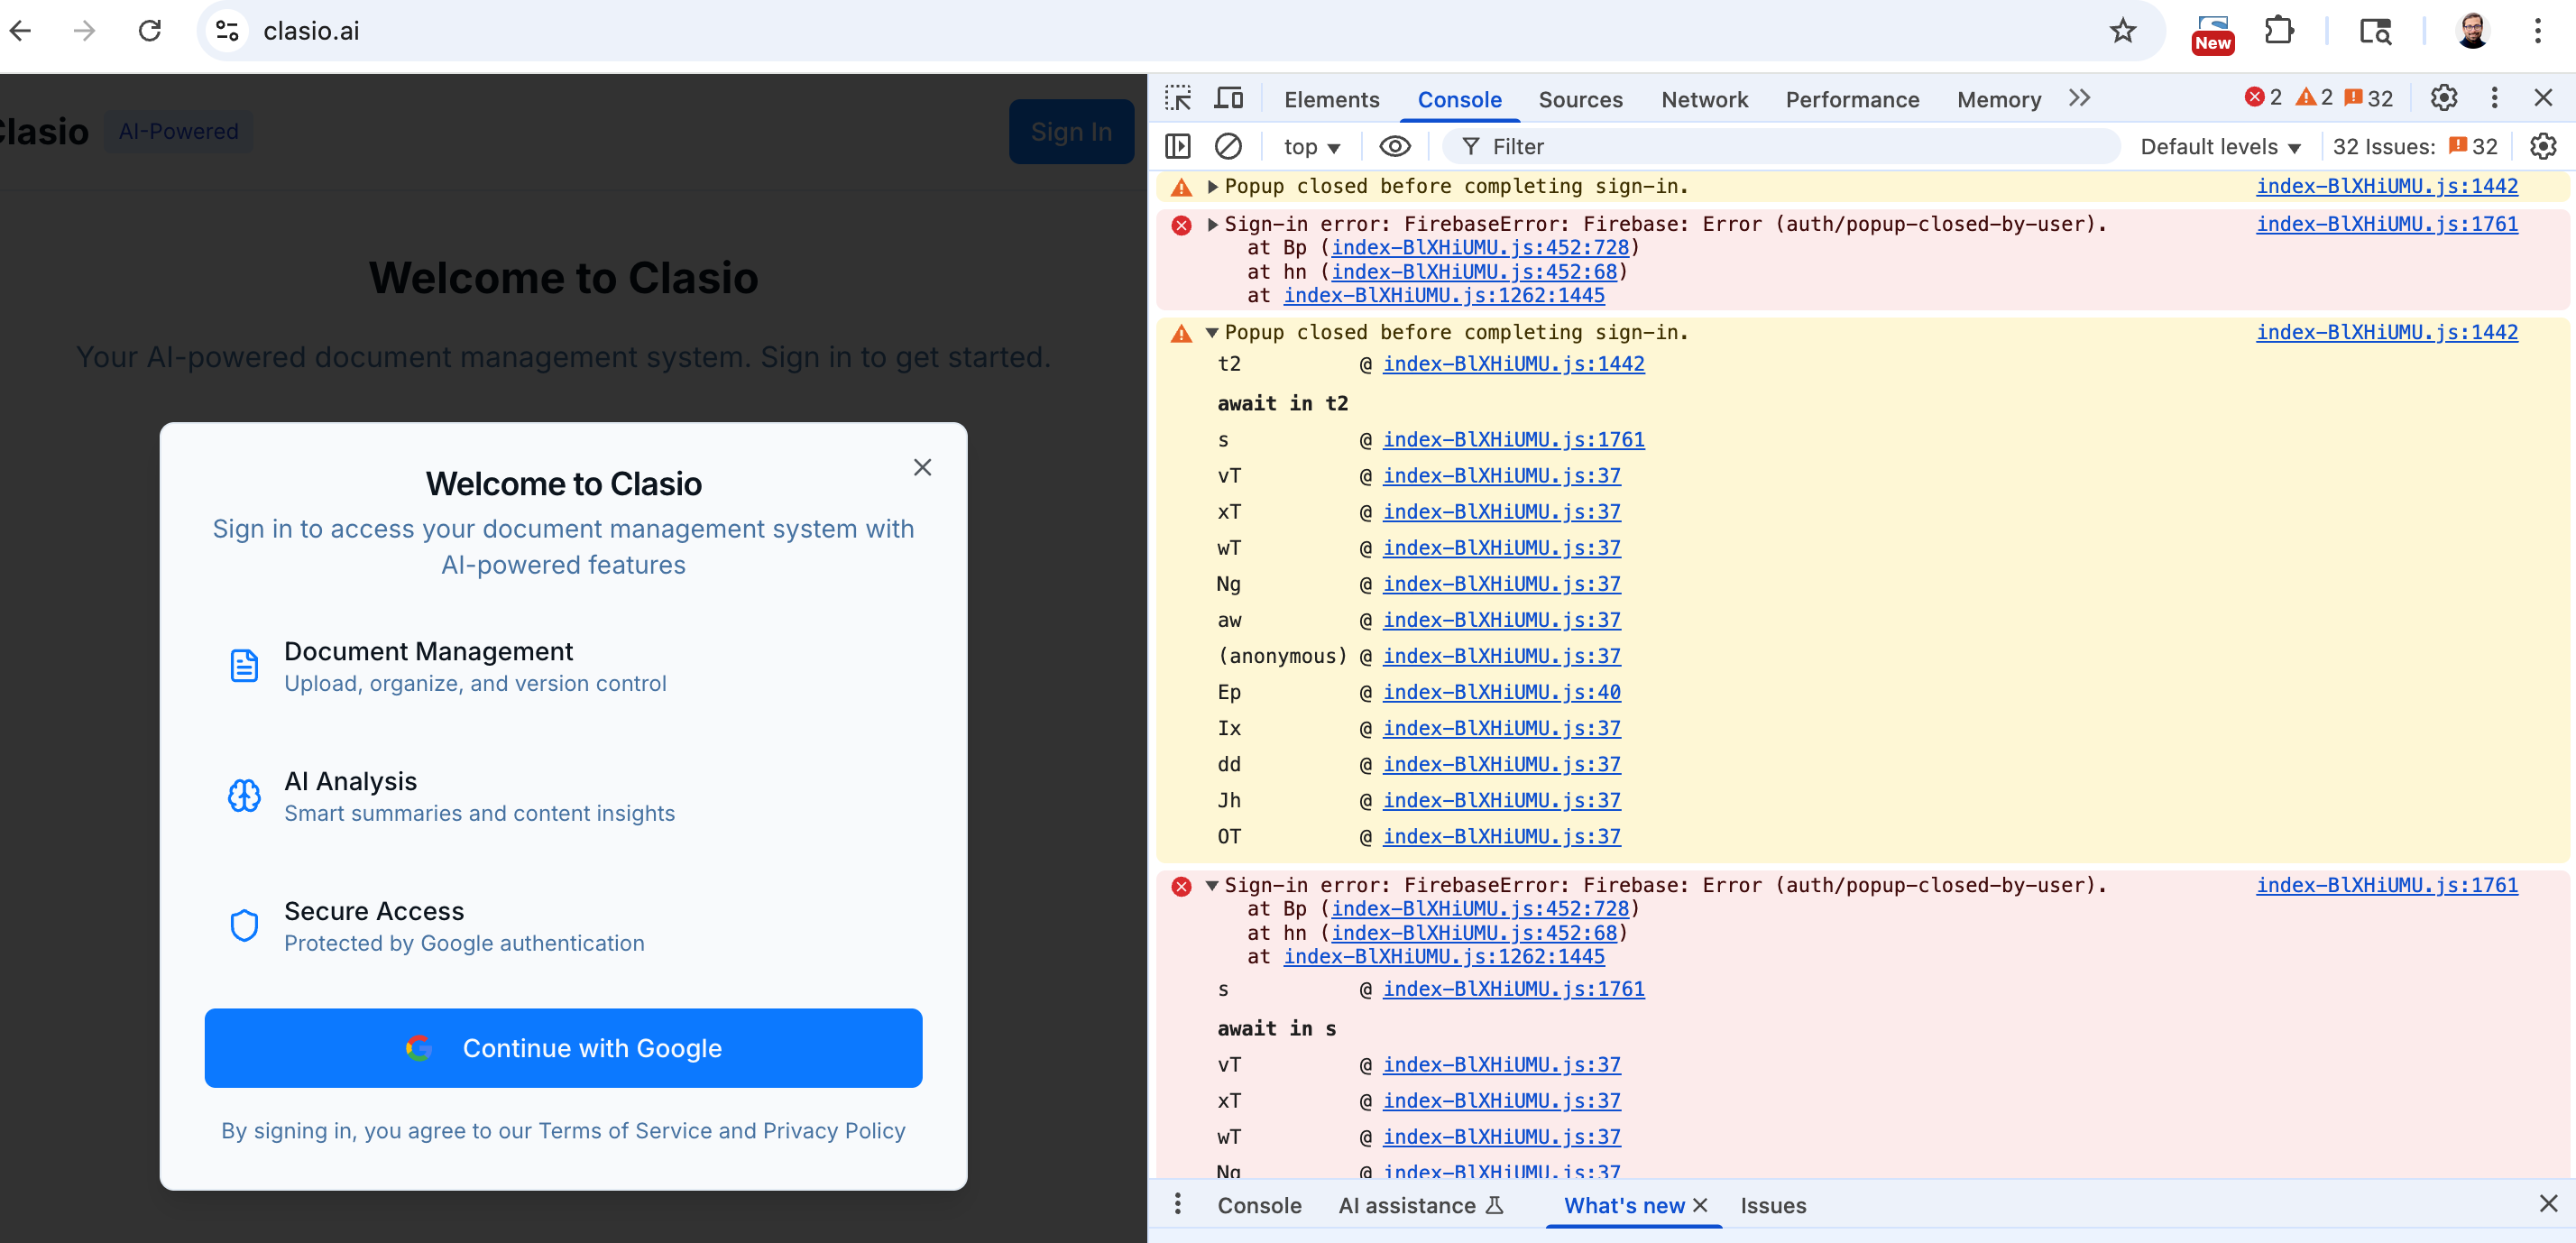 clasio.ai
New
Clasio
AI-Powered
Sign In
Welcome to Clasio
Your AI-powered document management system. Sign in to get started.
Welcome to Clasio
Sign in to access your document management system with
AI-powered features
Document Management
Upload, organize, and version control
AI Analysis
Smart summaries and content insights
Secure Access
Protected by Google authentication
Continue with Google
By signing in, you agree to our Terms of Service and Privacy Policy
Elements Console Sources Network Performance Memory 2 2 32
top Filter Default levels 32 Issues: 32
Popup closed before completing sign-in. index-BlXHiUMU.js:1442
Sign-in error: FirebaseError: Firebase: Error (auth/popup-closed-by-user). index-BlXHiUMU.js:1761
at Bp (index-BlXHiUMU.js:452:728)
at hn (index-BlXHiUMU.js:452:68)
at index-BlXHiUMU.js:1262:1445
Popup closed before completing sign-in. index-BlXHiUMU.js:1442
t2 @ index-BlXHiUMU.js:1442
await in t2
s @ index-BlXHiUMU.js:1761
vT @ index-BlXHiUMU.js:37
xT @ index-BlXHiUMU.js:37
wT @ index-BlXHiUMU.js:37
Ng @ index-BlXHiUMU.js:37
aw @ index-BlXHiUMU.js:37
(anonymous) @ index-BlXHiUMU.js:37
Ep @ index-BlXHiUMU.js:40
Ix @ index-BlXHiUMU.js:37
dd @ index-BlXHiUMU.js:37
Jh @ index-BlXHiUMU.js:37
OT @ index-BlXHiUMU.js:37
Sign-in error: FirebaseError: Firebase: Error (auth/popup-closed-by-user). index-BlXHiUMU.js:1761
at Bp (index-BlXHiUMU.js:452:728)
at hn (index-BlXHiUMU.js:452:68)
at index-BlXHiUMU.js:1262:1445
s @ index-BlXHiUMU.js:1761
await in s
vT @ index-BlXHiUMU.js:37
xT @ index-BlXHiUMU.js:37
wT @ index-BlXHiUMU.js:37
Ng @ index-BlXHiUMU.js:37
Console AI assistance What's new Issues